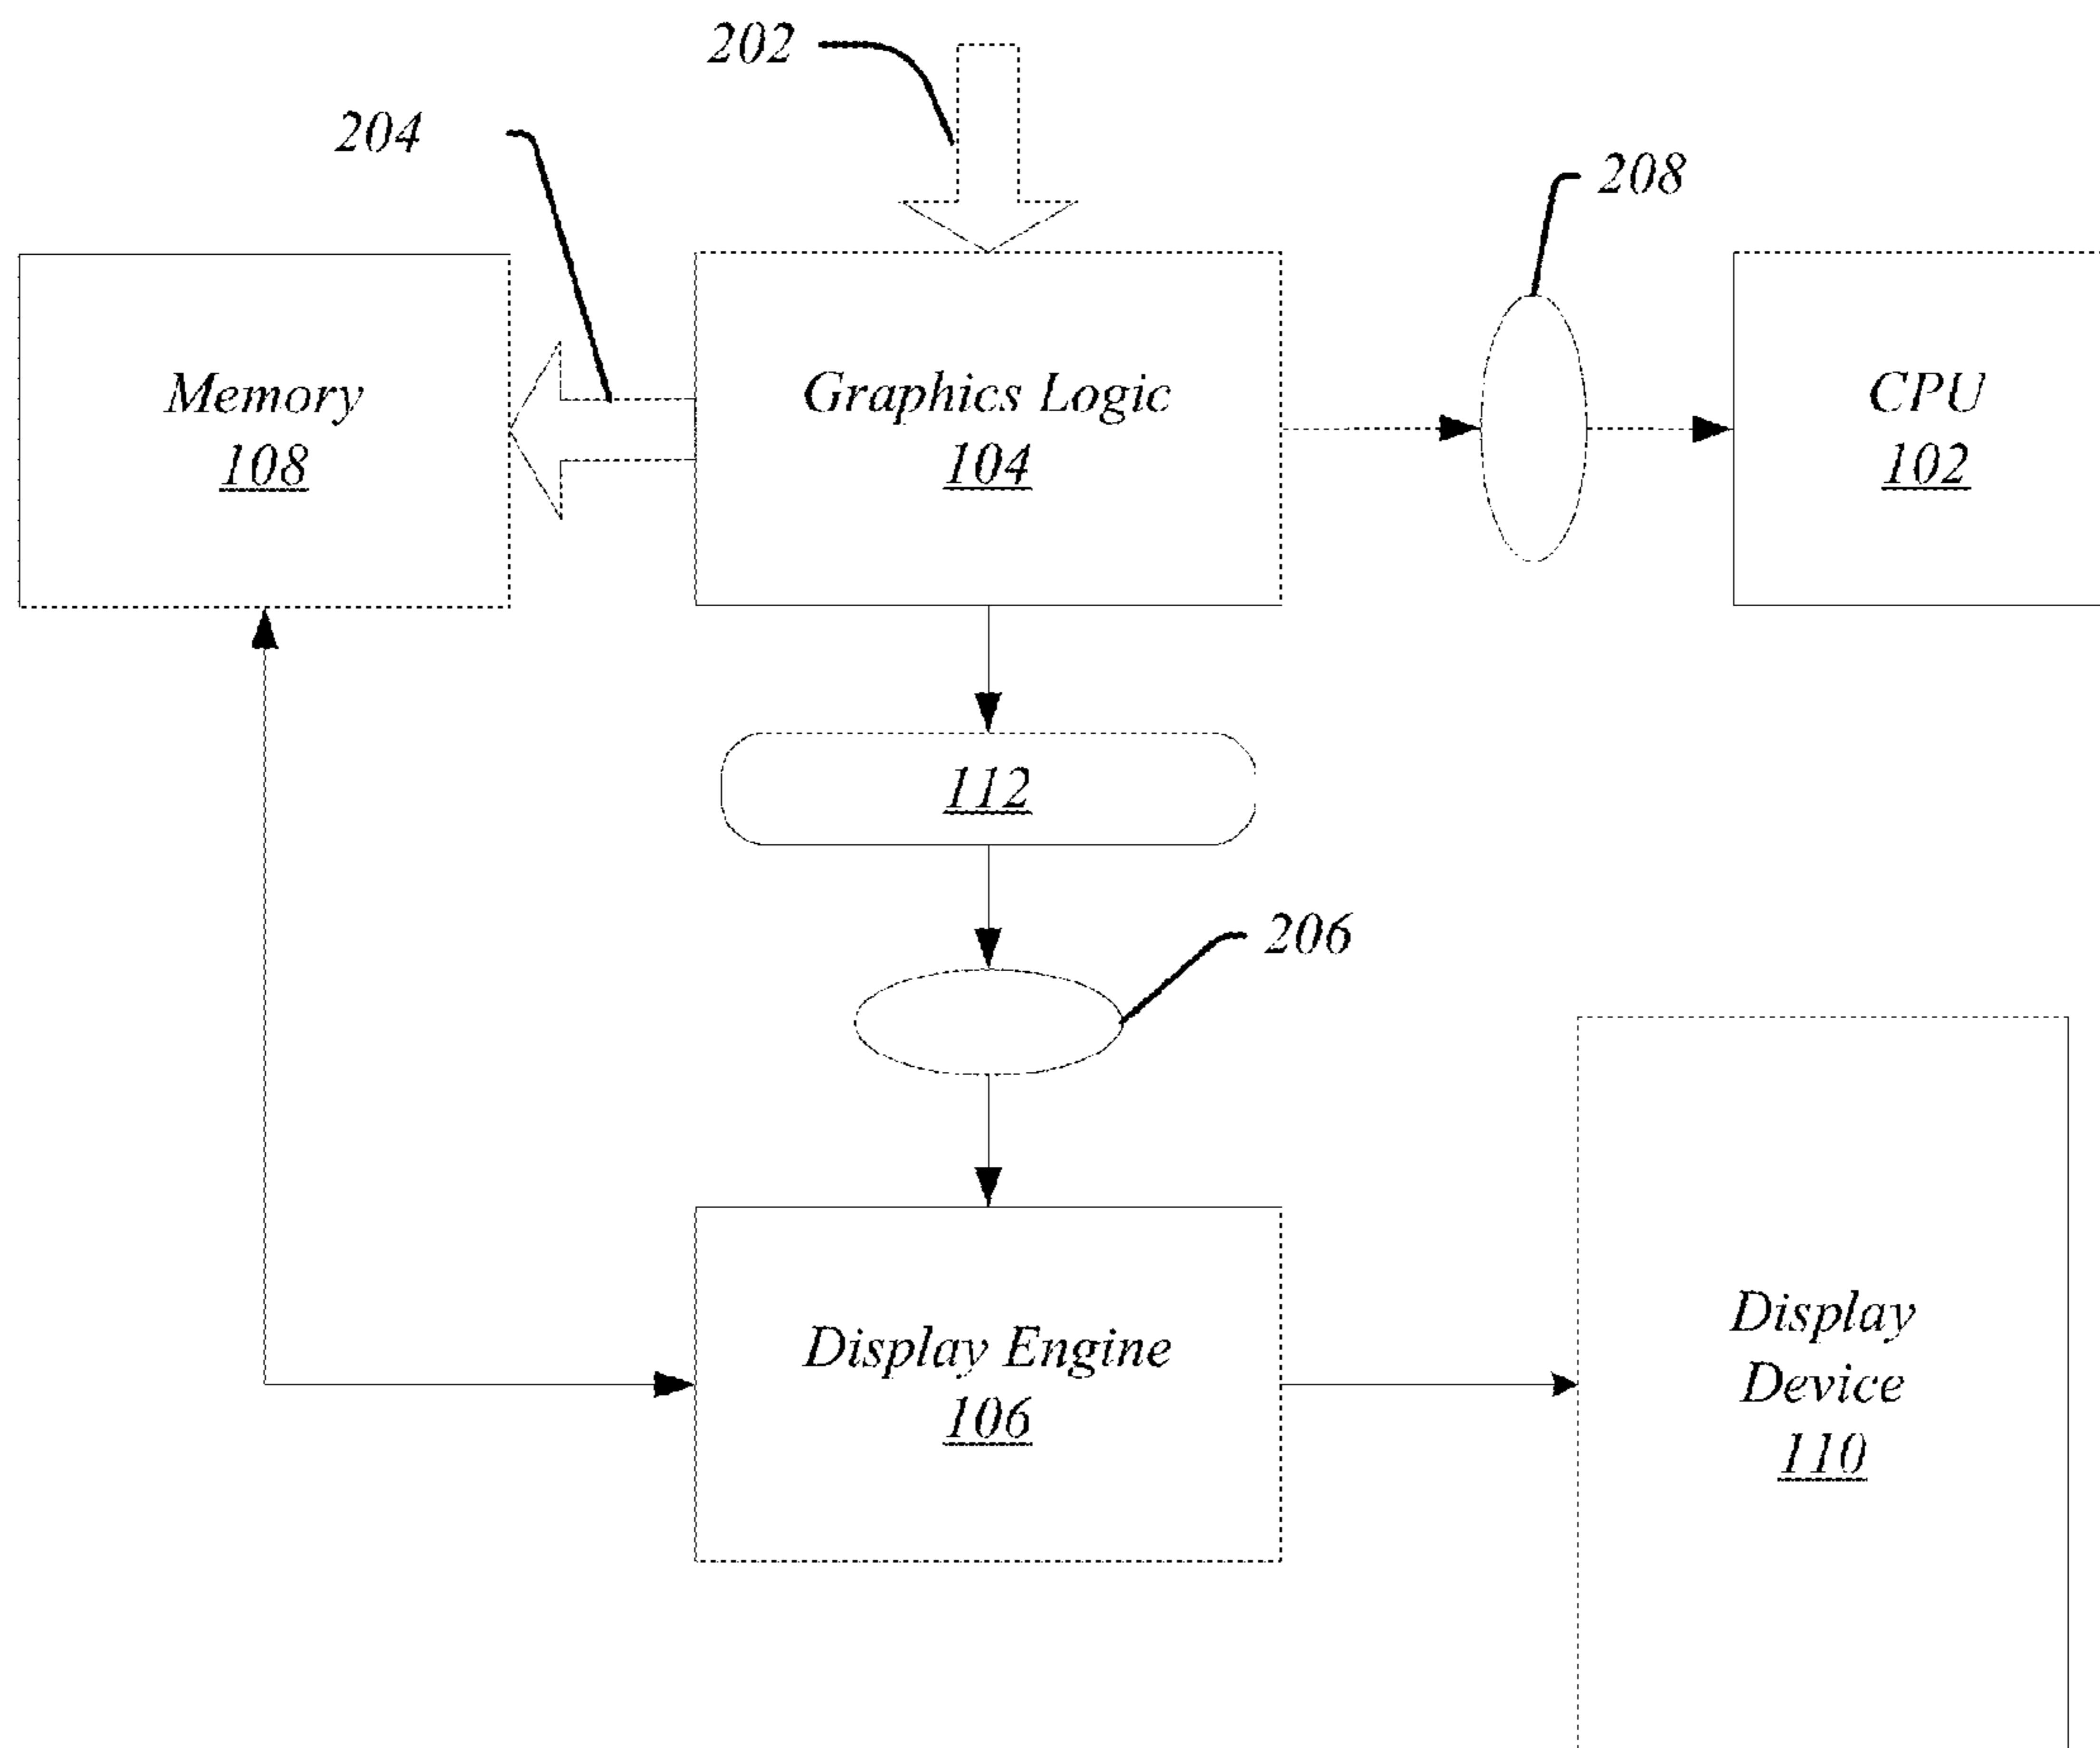 202
204
208
Memory
108
Graphics Logic
104
CPU
102
112
206
Display Engine
106
Display
Device
110